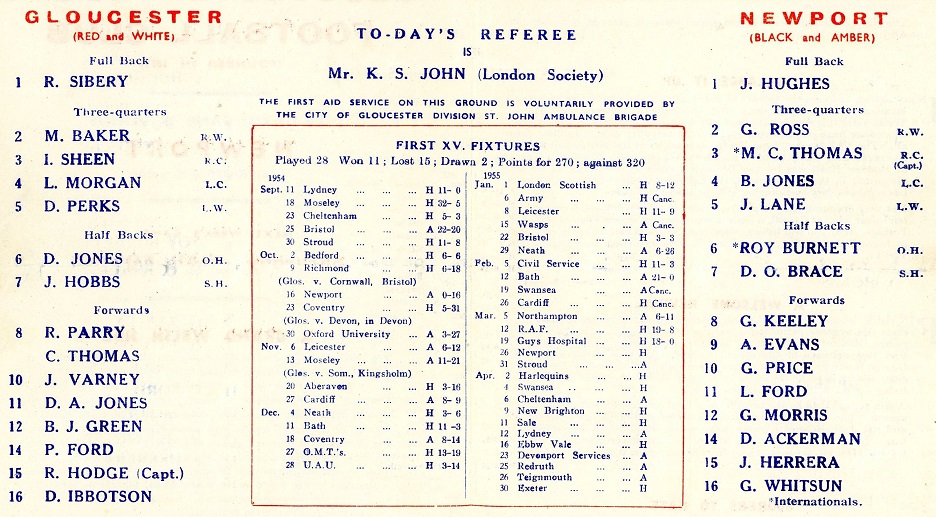 GLOUCESTER
(RED and WHITE)
Full Back
1 R. SIBERY
Three-quarters
2 M. BAKER R.W.
3 I. SHEEN R.C.
4 L. MORGAN L.C.
5 D. PERKS L.W.
Half Backs
6 D. JONES O.H.
7 J. HOBBS S.H.
Forwards
8 R. PARRY
C. THOMAS
10 J. VARNEY
11 D. A. JONES
12 B. J. GREEN
14 P. FORD
15 R. HODGE (Capt.)
16 D. IBBOTSON
TO-DAY'S REFEREE
IS
Mr. K. S. JOHN (London Society)
THE FIRST AID SERVICE ON THIS GROUND IS VOLUNTARILY PROVIDED BY
THE CITY OF GLOUCESTER DIVISION ST. JOHN AMBULANCE BRIGADE
FIRST XV. FIXTURES
Played 28 Won 11; Lost 15; Drawn 2; Points for 270; against 320
1954
Sept. 11 Lydney ... ... ... H 11- 0
18 Moseley ... ... ... H 32- 5
23 Cheltenham ... ... H 5- 3
25 Bristol ... ... ... A 22-20
30 Stroud ... ... ... H 11- 8
Oct. 2 Bedford ... ... ... H 6- 6
9 Richmond ... ... ... H 6-18
(Glos. v. Cornwall, Bristol)
16 Newport ... ... ... A 0-16
23 Coventry ... ... ... H 5-31
(Glos. v. Devon, in Devon)
30 Oxford University ... ... A 3-27
Nov. 6 Leicester ... ... ... A 6-12
13 Moseley ... ... ... A 11-21
(Glos. v. Som., Kingsholm)
20 Aberavon ... ... H 3-16
27 Cardiff ... ... ... A 8- 9
Dec. 4 Neath ... ... ... H 3- 6
11 Bath ... ... ... H 11 -3
18 Coventry ... ... ... A 8-14
27 O.M.T.'s. ... ... ... H 13-19
28 U.A.U. ... ... ... H 3-14
1955
Jan. 1 London Scottish ... H 8-12
6 Army ... ... ... H Canc.
8 Leicester ... ... H 11- 9
15 Wasps ... ... A Canc.
22 Bristol ... ... H 3- 3
29 Neath ... ... ... A 6-26
Feb. 5 Civil Service ... ... H 11- 3
12 Bath ... ... ... A 21- 0
19 Swansea ... ... A Canc.
26 Cardiff ... ... H Canc.
Mar. 5 Northampton ... ... A 6-11
12 R.A.F. ... ... ... H 19- 8
19 Guys Hospital ... ... H 18- 0
26 Newport ... ... H
31 Stroud ... ... ... A
Apr. 2 Harlequins ... ... H
4 Swansea ... ... H
6 Cheltenham ... ... A
9 New Brighton ... ... H
11 Sale ... ... ... H
12 Lydney ... ... ... A
16 Ebbw Vale ... ... H
23 Devonport Services ... A
25 Redruth ... ... A
26 Teignmouth ... ... A
30 Exeter ... ... ... H
NEWPORT
(BLACK and AMBER)
Full Back
1 J. HUGHES
Three-quarters
2 G. ROSS R.W.
3 *M. C. THOMAS R.C.
(Capt.)
4 B. JONES L.C.
5 J. LANE L.W.
Half Backs
6 *ROY BURNETT O.H.
7 D. O. BRACE S.H.
Forwards
8 G. KEELEY
9 A. EVANS
10 G. PRICE
11 L. FORD
12 G. MORRIS
14 D. ACKERMAN
15 J. HERRERA
16 G. WHITSUN
*Internationals.